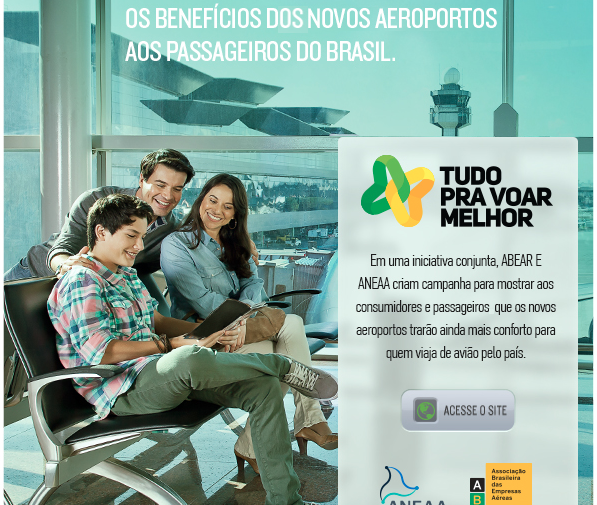 OS BENEFÍCIOS DOS NOVOS AEROPORTOS
AOS PASSAGEIROS DO BRASIL.
TUDO
PRA VOAR
MELHOR
Em uma iniciativa conjunta, ABEAR E
ANEAA criam campanha para mostrar aos
consumidores e passageiros que os novos
aeroportos trarão ainda mais conforto para
quem viaja de avião pelo país.
ACESSE O SITE
ANEAA
A
B
Associação
Brasileira
das
Empresas
Aéreas